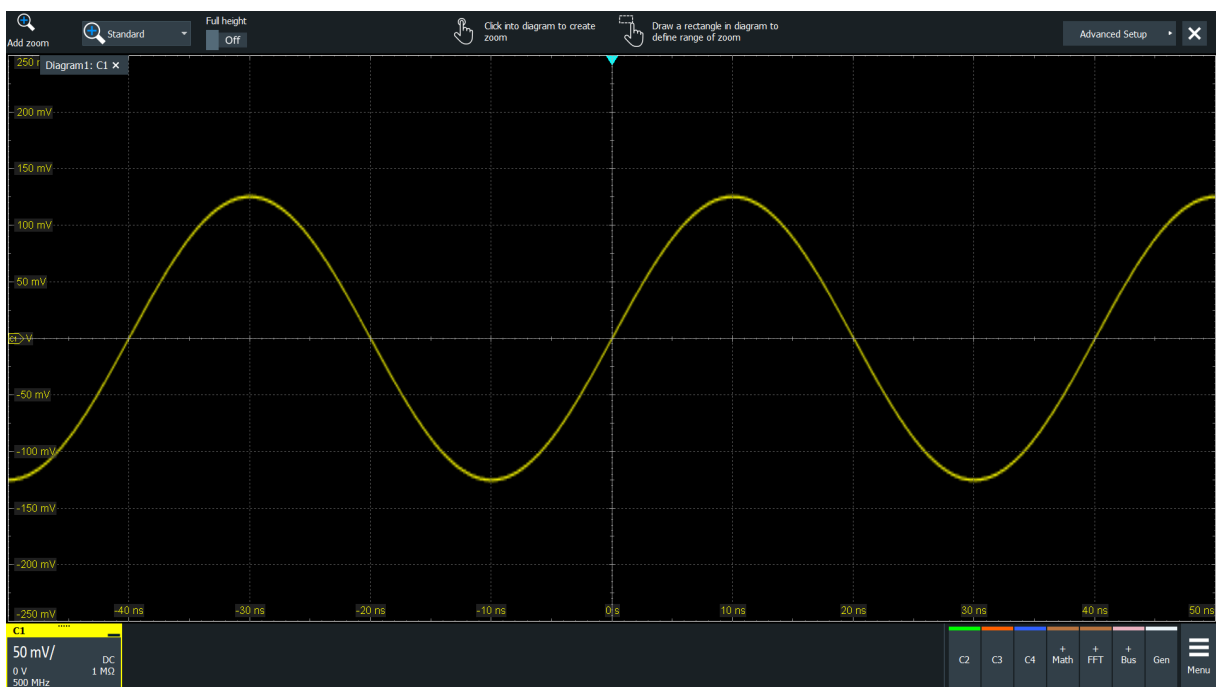 Add zoom
Standard
Full height
Off
Click into diagram to create
zoom
Draw a rectangle in diagram to
define range of zoom
Advanced Setup
Diagram1: C1
200 mV
150 mV
100 mV
50 mV
C1 V
-50 mV
-100 mV
-150 mV
-200 mV
-250 mV
-40 ns
-30 ns
-20 ns
-10 ns
0 s
10 ns
20 ns
30 ns
40 ns
50 ns
C1
50 mV/
DC
0 V
1 MΩ
500 MHz
C2
C3
C4
+
Math
+
FFT
+
Bus
Gen
Menu